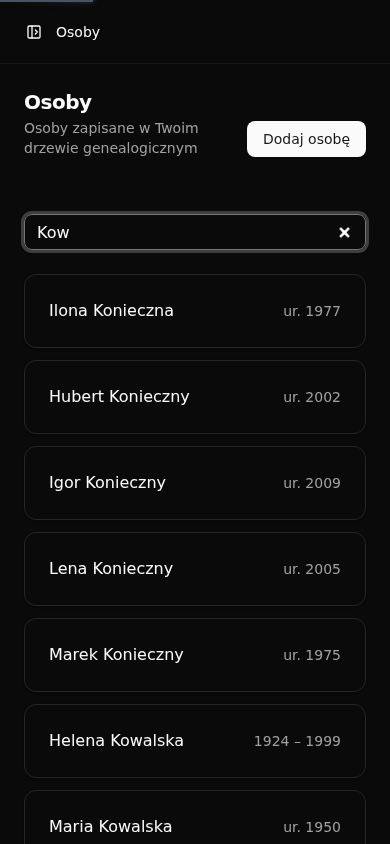 Osoby
Osoby
Osoby zapisane w Twoim
drzewie genealogicznym
Dodaj osobę
Kow
Ilona Konieczna ur. 1977
Hubert Konieczny ur. 2002
Igor Konieczny ur. 2009
Lena Konieczny ur. 2005
Marek Konieczny ur. 1975
Helena Kowalska 1924 – 1999
Maria Kowalska ur. 1950